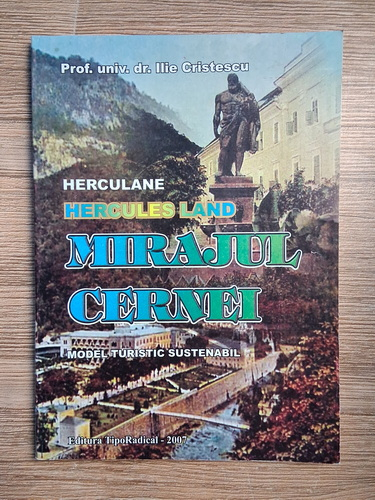 Prof. univ. dr. Ilie Cristescu
HERCULANE
HERCULES LAND
MIRAJUL
CERNEI
MODEL TURISTIC SUSTENABIL
Editura TipoRadical - 2007